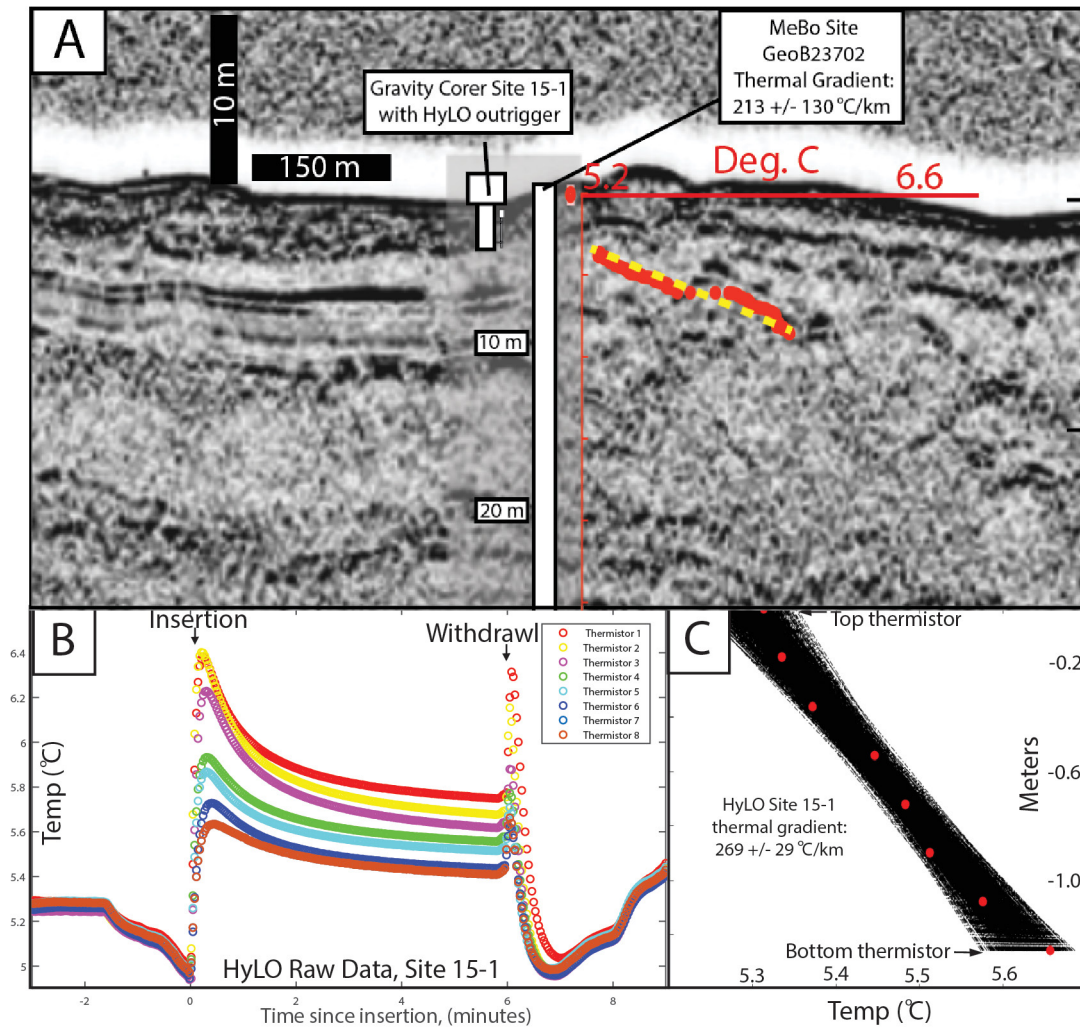 A
10 m
150 m
Gravity Corer Site 15-1
with HyLO outrigger
MeBo Site
GeoB23702
Thermal Gradient:
213 +/- 130 °C/km
Deg. C
5.2
6.6
10 m
20 m
B
Insertion
Withdrawl
Thermistor 1
Thermistor 2
Thermistor 3
Thermistor 4
Thermistor 5
Thermistor 6
Thermistor 7
Thermistor 8
6.4
6.2
6
5.8
5.6
5.4
5.2
5
Temp (°C)
HyLO Raw Data, Site 15-1
-2
0
2
4
6
8
Time since insertion, (minutes)
C
Top thermistor
-0.2
-0.6
-1.0
Meters
HyLO Site 15-1
thermal gradient:
269 +/- 29 °C/km
Bottom thermistor
5.3
5.4
5.5
5.6
Temp (°C)